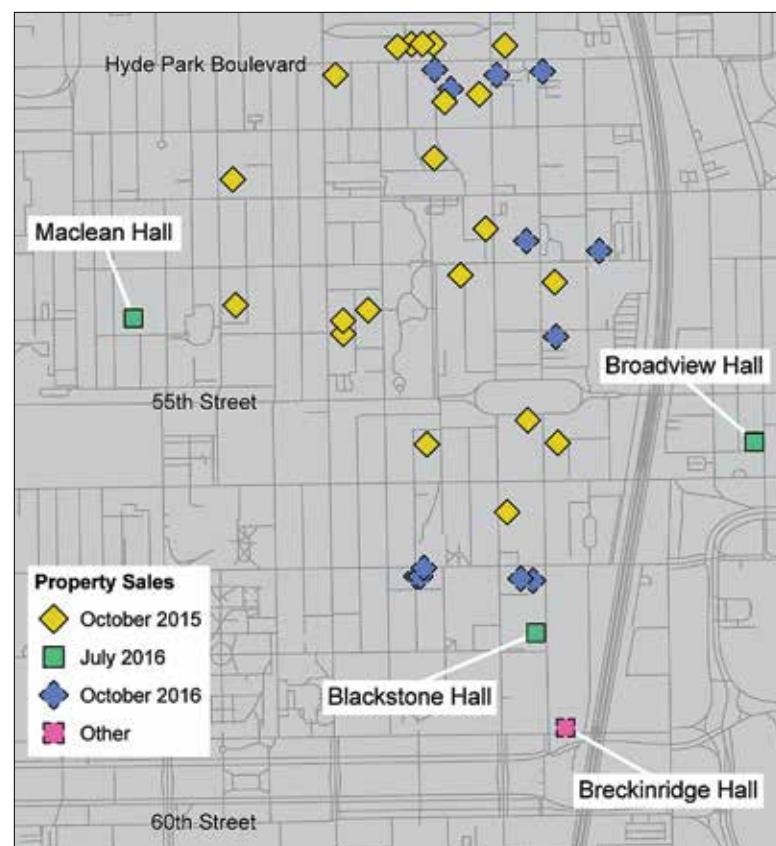 Hyde Park Boulevard
Maclean Hall
Broadview Hall
55th Street
Property Sales
October 2015
July 2016
October 2016
Other
Blackstone Hall
Breckinridge Hall
60th Street